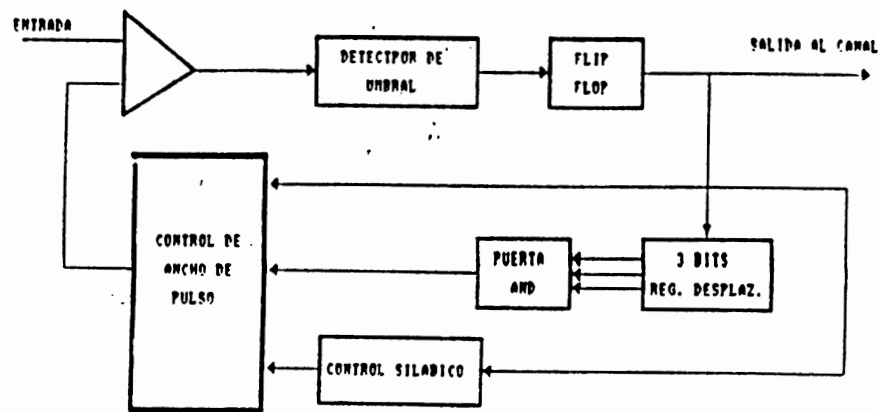 ENTRADA
DETECTPOR DE
UMBRAL
FLIP
FLOP
SALIDA AL CANAL
CONTROL DE
ANCHO DE
PULSO
PUERTA
AND
3 BITS
REG. DESPLAZ.
CONTROL SILABICO